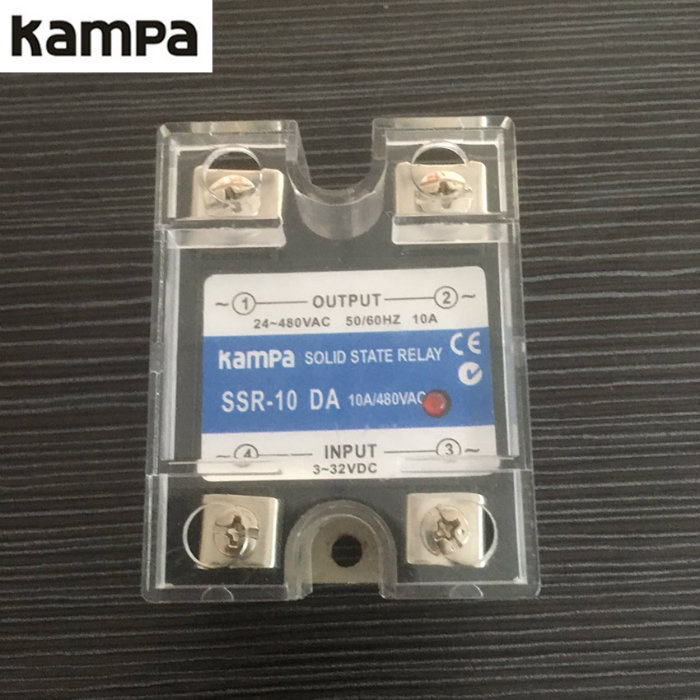 Kampa
~ 1 OUTPUT 2 ~
24~480VAC 50/60HZ 10A
Kampa SOLID STATE RELAY CE
SSR-10 DA 10A/480VAC
~ 4 INPUT 3 ~
3~32VDC